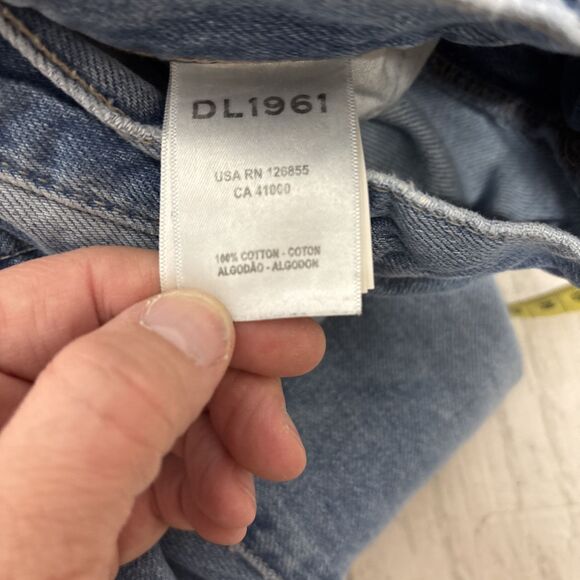 DL1961
USA RN 126855
CA 41000
100% COTTON - COTON
ALGODÃO - ALGODON